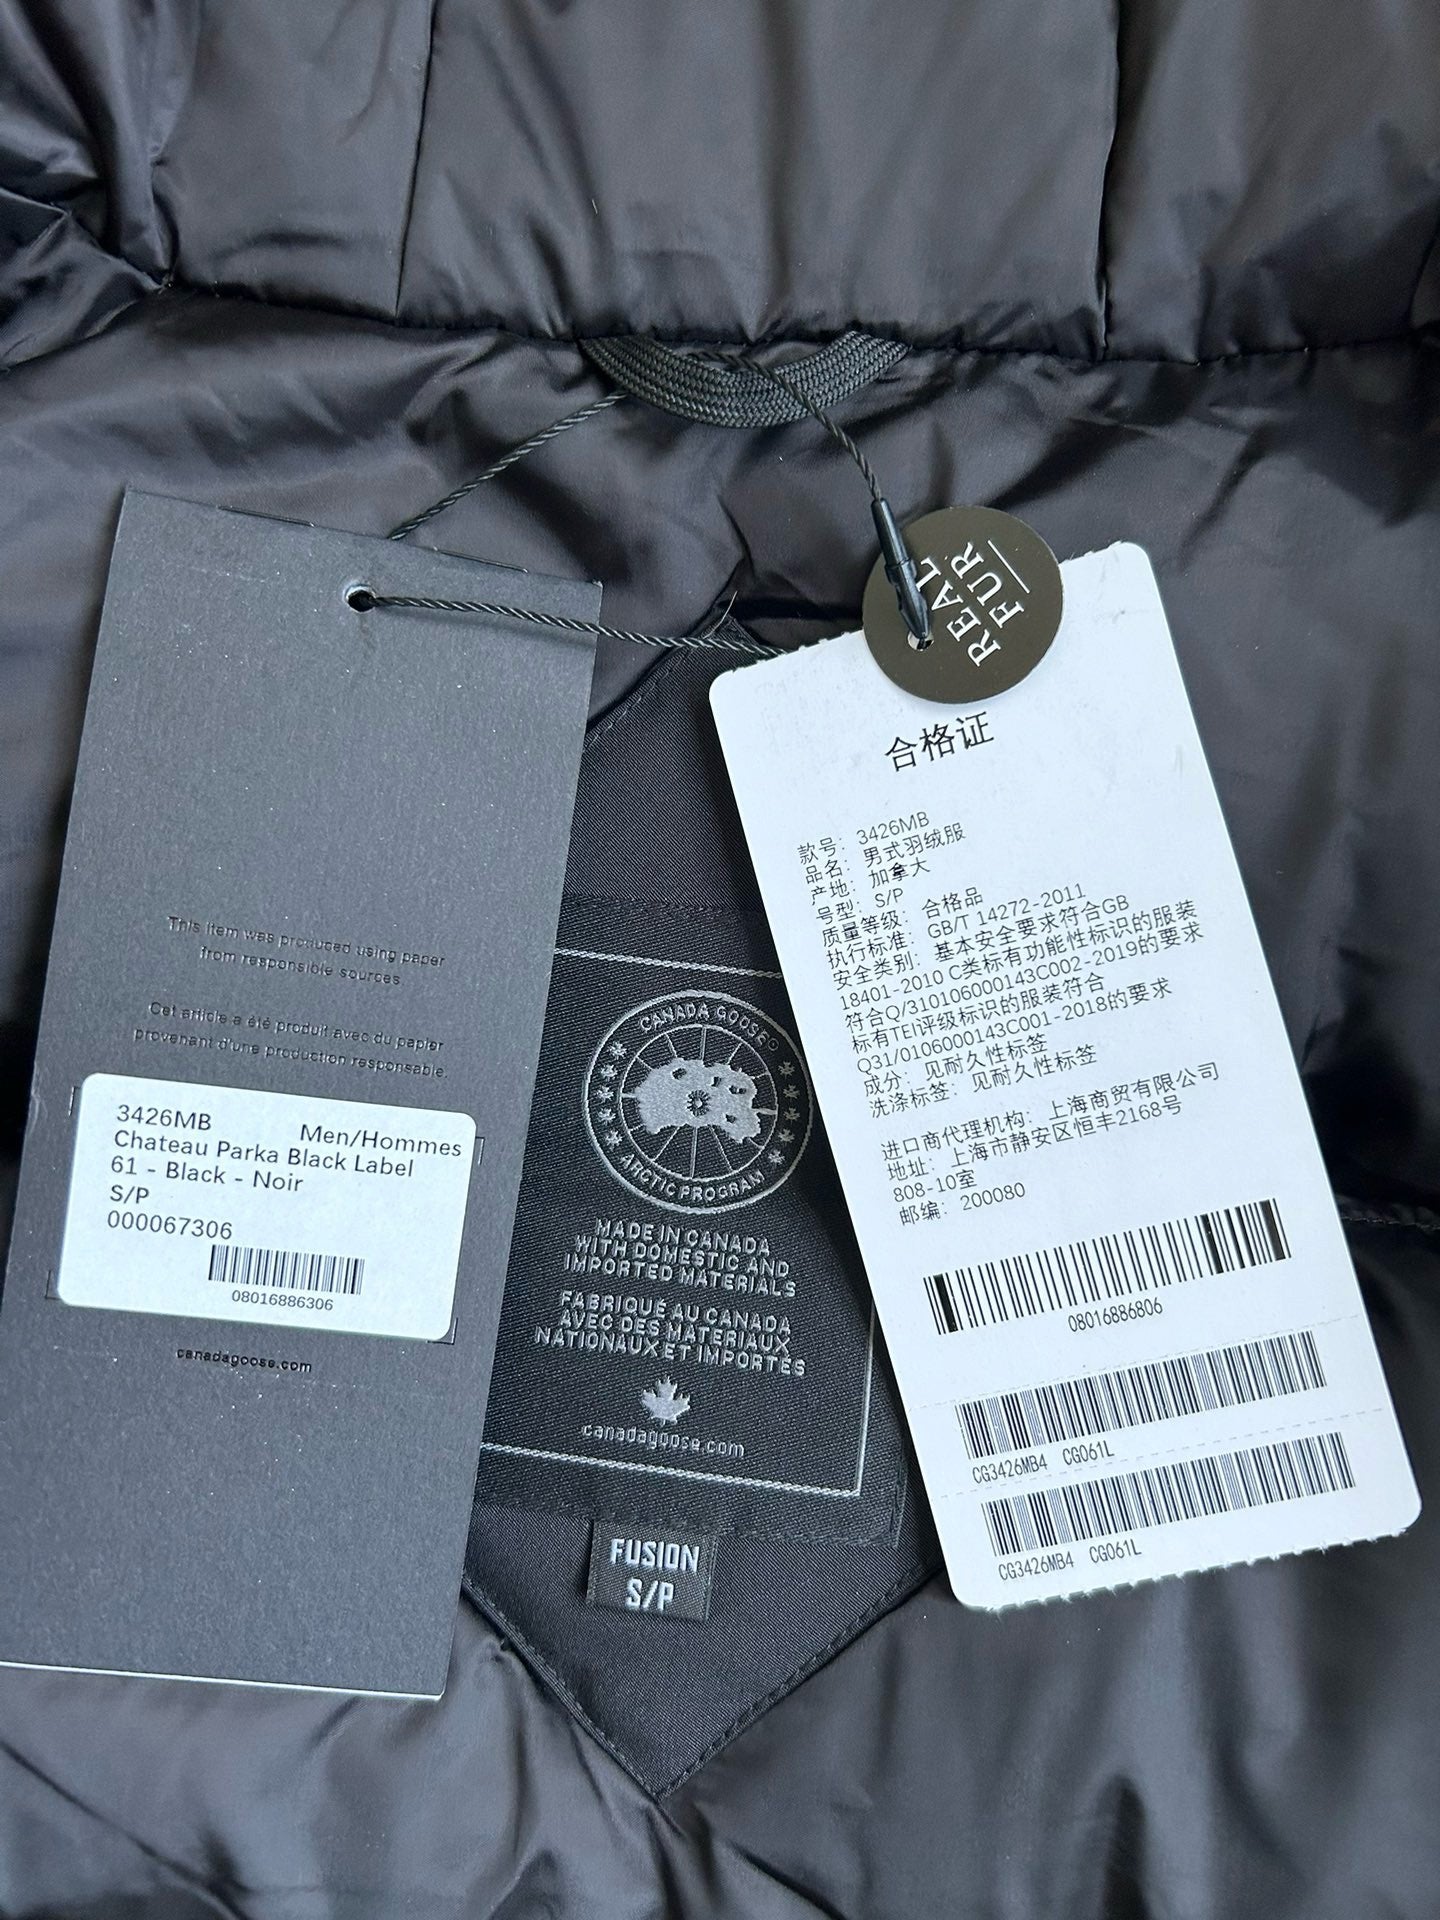 This item was produced using paper
from responsible sources
Cet article a été produit avec du papier
provenant d'une production responsable.
3426MB Men/Hommes
Chateau Parka Black Label
61 - Black - Noir
S/P
000067306
08016886306
canadagoose.com
CANADA GOOSE®
ARCTIC PROGRAM
MADE IN CANADA
WITH DOMESTIC AND
IMPORTED MATERIALS
FABRIQUÉ AU CANADA
AVEC DES MATERIAUX
NATIONAUX ET IMPORTÉS
canadagoose.com
FUSION
S/P
REAL
FUR
合格证
款号: 3426MB
品名: 男式羽绒服
产地: 加拿大
号型: S/P
质量等级: 合格品
执行标准: GB/T 14272-2011
安全类别: 基本安全要求符合GB
18401-2010 C类标有功能性标识的服装
符合Q/310106000143C002-2019的要求
标有TEI评级标识的服装符合
Q31/0106000143C001-2018的要求
成分: 见耐久性标签
洗涤标签: 见耐久性标签
进口商代理机构: 上海商贸有限公司
地址: 上海市静安区恒丰2168号
808-10室
邮编: 200080
08016886806
CG3426MB4 CG061L
CG3426MB4 CG061L